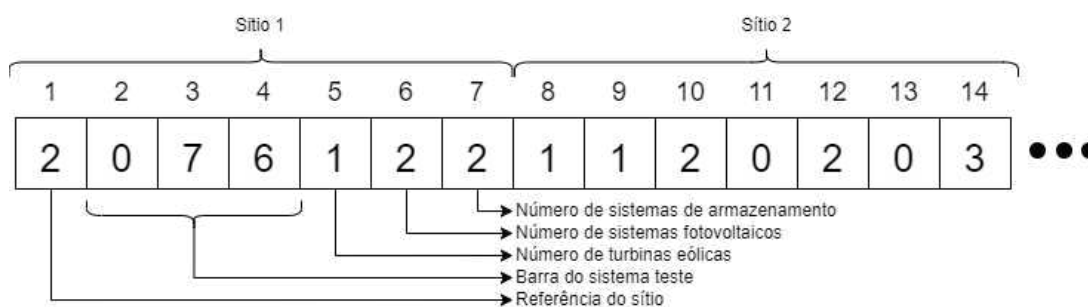 Sítio 1 Sítio 2
1 2 3 4 5 6 7 8 9 10 11 12 13 14
2 0 7 6 1 2 2 1 1 2 0 2 0 3
Número de sistemas de armazenamento
Número de sistemas fotovoltaicos
Número de turbinas eólicas
Barra do sistema teste
Referência do sítio